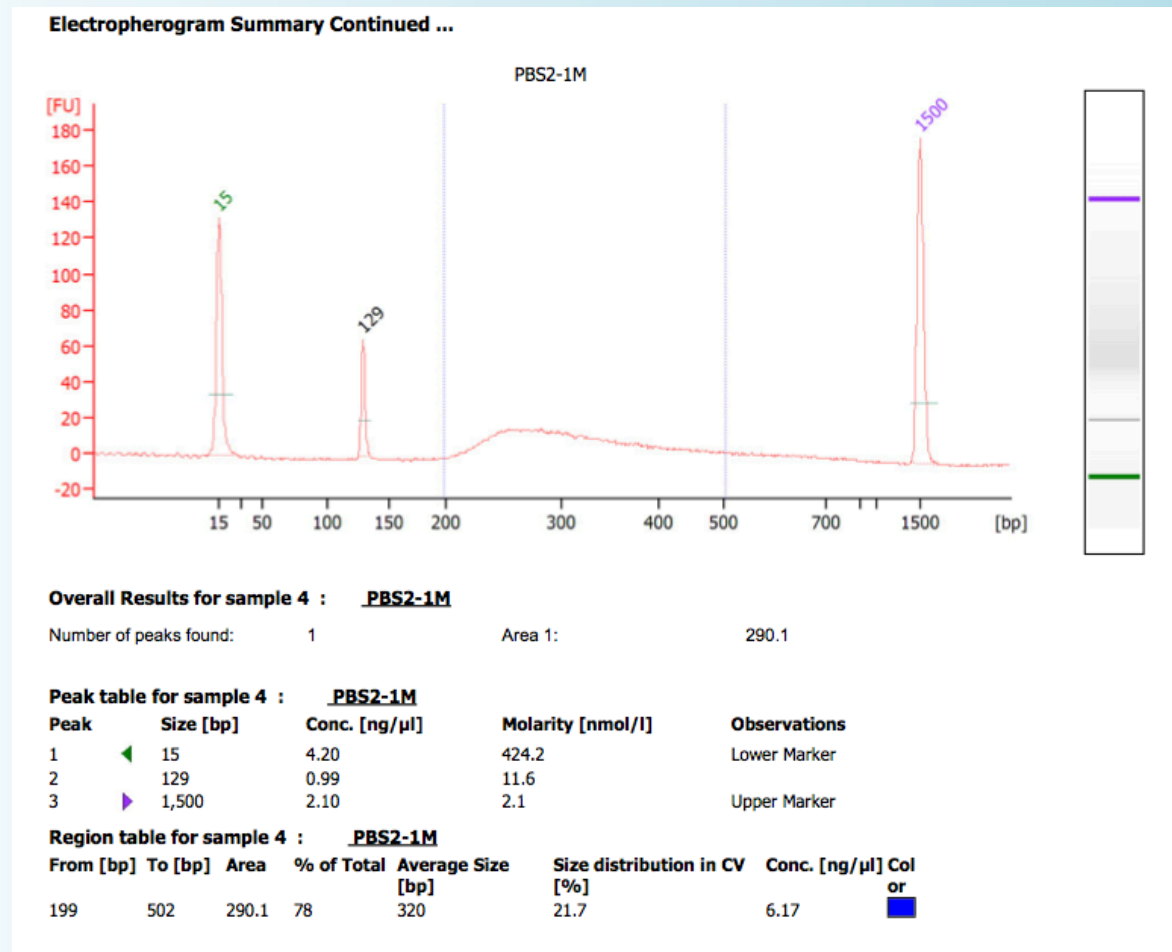 Electropherogram Summary Continued ...
PBS2-1M
[FU]
180
160
140
120
100
80
60
40
20
0
-20
15
129
1500
15 50 100 150 200 300 400 500 700 1500 [bp]
Overall Results for sample 4 : PBS2-1M
Number of peaks found: 1 Area 1: 290.1
Peak table for sample 4 : PBS2-1M
Peak Size [bp] Conc. [ng/µl] Molarity [nmol/l] Observations
1 15 4.20 424.2 Lower Marker
2 129 0.99 11.6
3 1,500 2.10 2.1 Upper Marker
Region table for sample 4 : PBS2-1M
From [bp] To [bp] Area % of Total Average Size Size distribution in CV Conc. [ng/µl] Col
[bp] [%] or
199 502 290.1 78 320 21.7 6.17